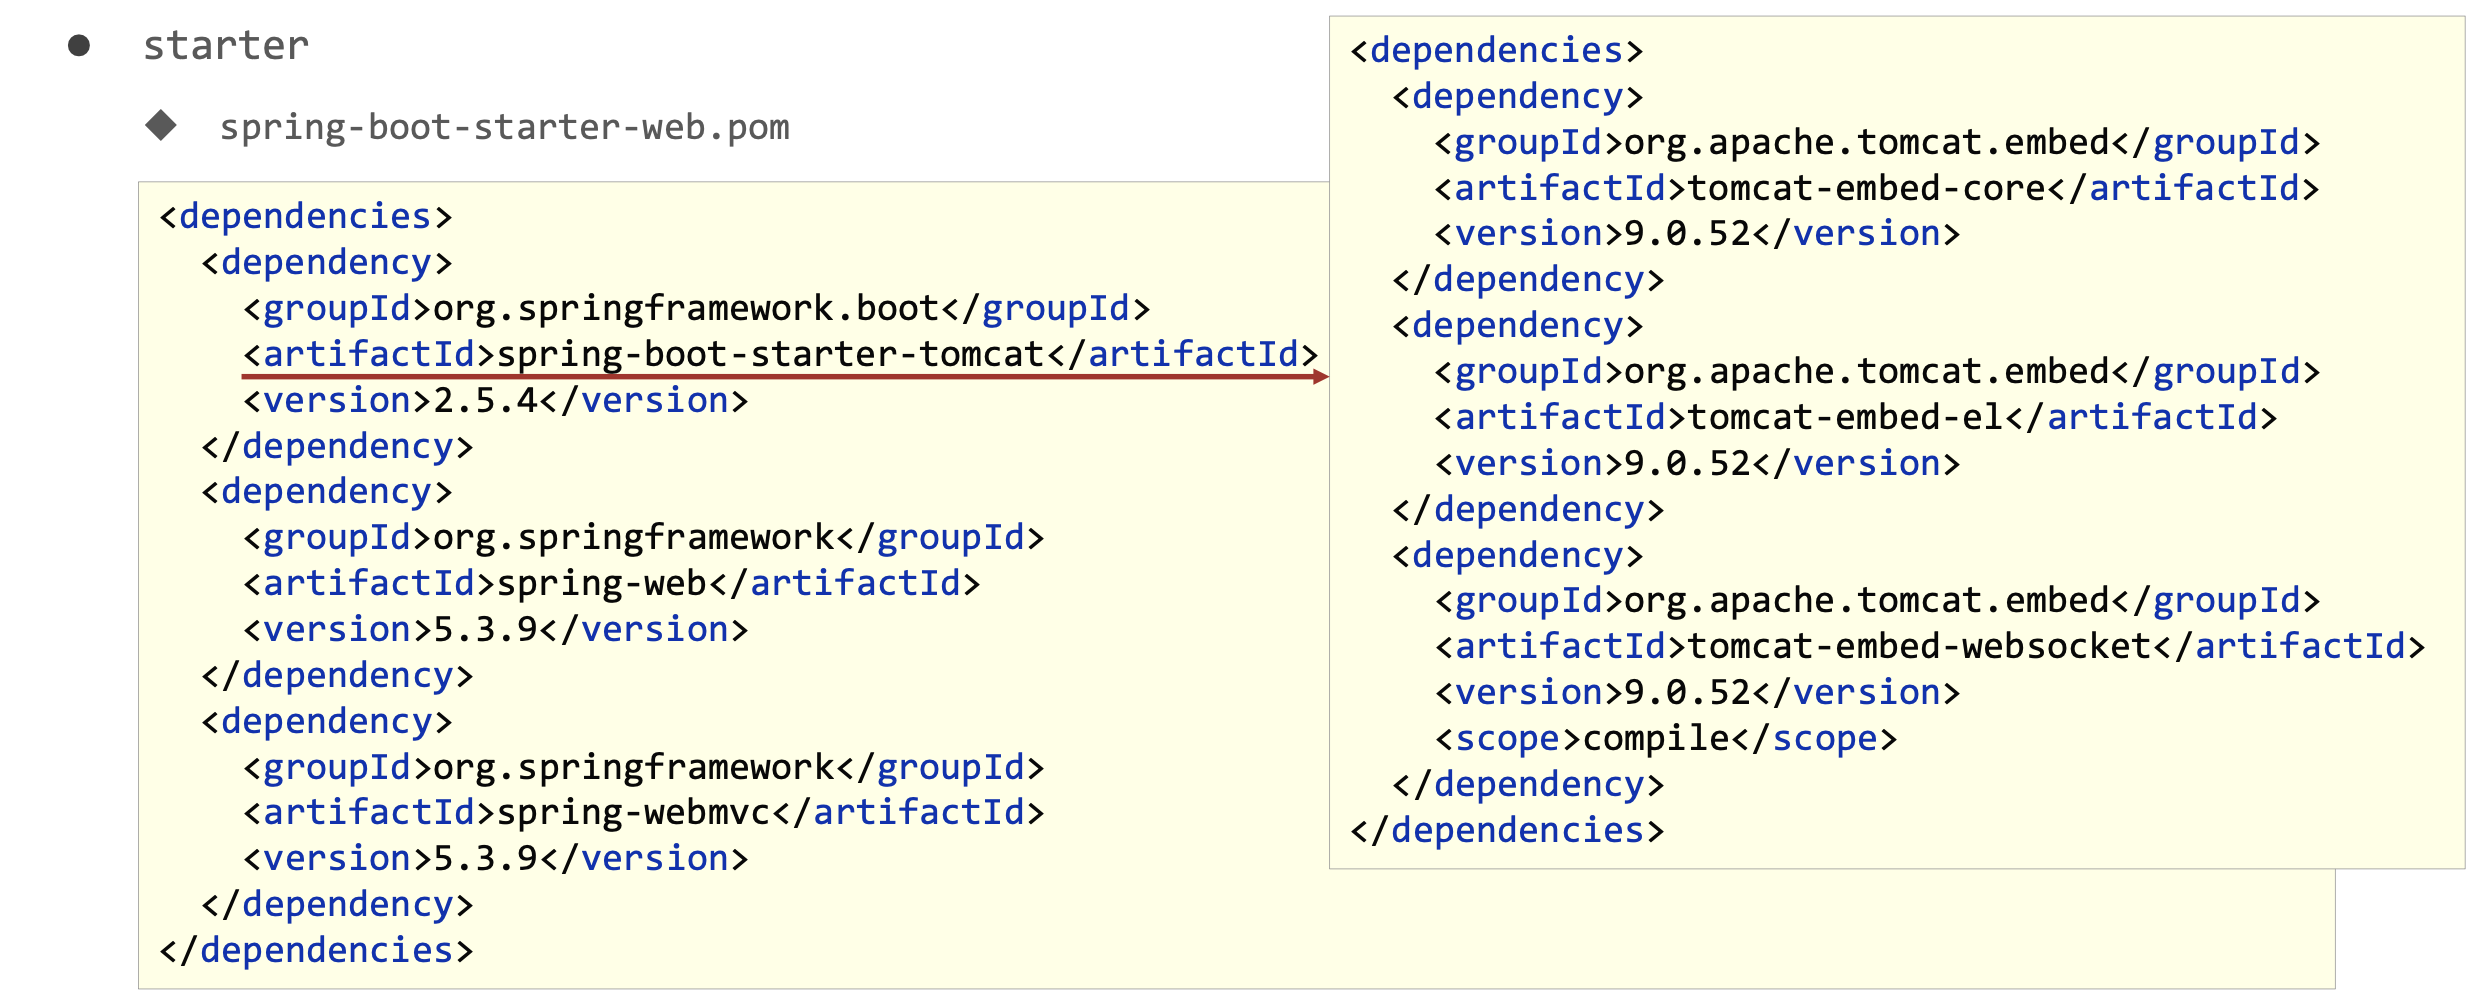 ● starter
◆ spring-boot-starter-web.pom
<dependencies>
  <dependency>
    <groupId>org.springframework.boot</groupId>
    <artifactId>spring-boot-starter-tomcat</artifactId>
    <version>2.5.4</version>
  </dependency>
  <dependency>
    <groupId>org.springframework</groupId>
    <artifactId>spring-web</artifactId>
    <version>5.3.9</version>
  </dependency>
  <dependency>
    <groupId>org.springframework</groupId>
    <artifactId>spring-webmvc</artifactId>
    <version>5.3.9</version>
  </dependency>
</dependencies>
<dependencies>
  <dependency>
    <groupId>org.apache.tomcat.embed</groupId>
    <artifactId>tomcat-embed-core</artifactId>
    <version>9.0.52</version>
  </dependency>
  <dependency>
    <groupId>org.apache.tomcat.embed</groupId>
    <artifactId>tomcat-embed-el</artifactId>
    <version>9.0.52</version>
  </dependency>
  <dependency>
    <groupId>org.apache.tomcat.embed</groupId>
    <artifactId>tomcat-embed-websocket</artifactId>
    <version>9.0.52</version>
    <scope>compile</scope>
  </dependency>
</dependencies>